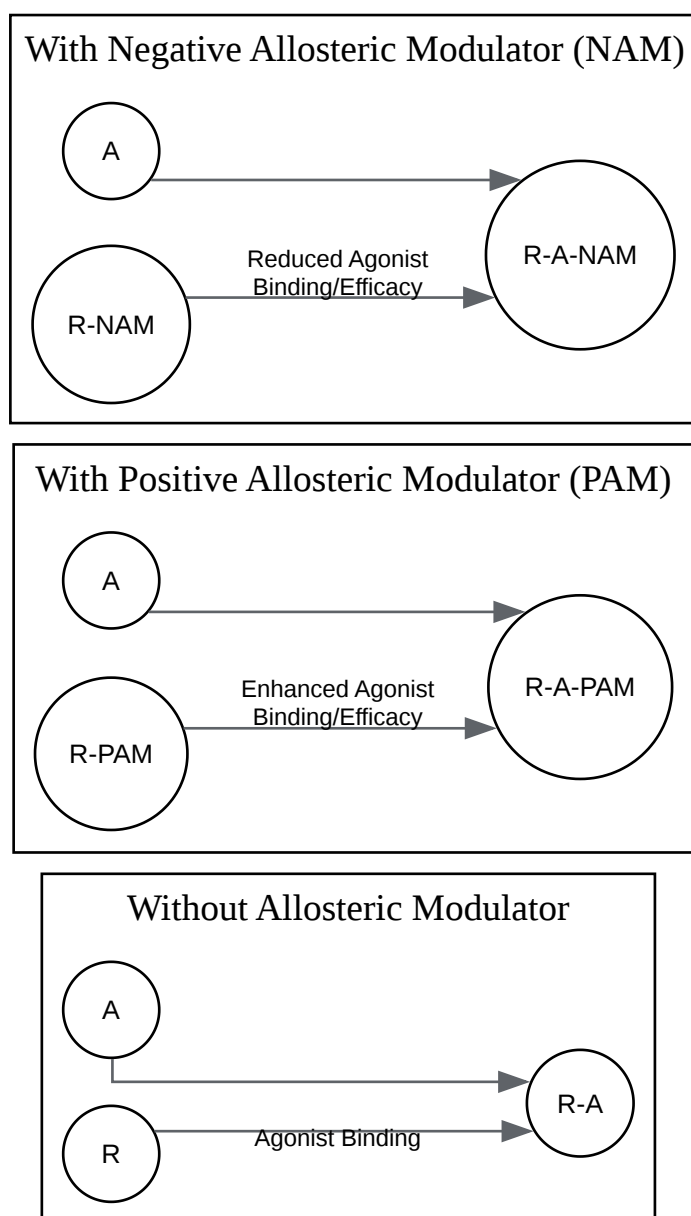 With Negative Allosteric Modulator (NAM)
A
Reduced Agonist
Binding/Efficacy
R-NAM
R-A-NAM
With Positive Allosteric Modulator (PAM)
A
Enhanced Agonist
Binding/Efficacy
R-PAM
R-A-PAM
Without Allosteric Modulator
A
R-A
R
Agonist Binding